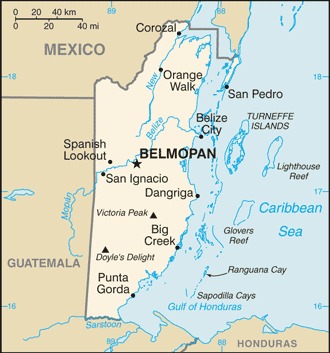 0 20 40 km
0 20 40 mi
89
88
Corozal
MEXICO
New
Orange
Walk
18
18
San Pedro
Belize
Belize
City
TURNEFFE
ISLANDS
Spanish
Lookout
BELMOPAN
Lighthouse
Reef
San Ignacio
Dangriga
17
17
Mopán
Victoria Peak
Caribbean
Sea
Big
Creek
Glovers
Reef
GUATEMALA
Doyle's Delight
Ranguana Cay
Punta
Gorda
Sapodilla Cays
16
16
Gulf of Honduras
Sarstoon
89
88
HONDURAS